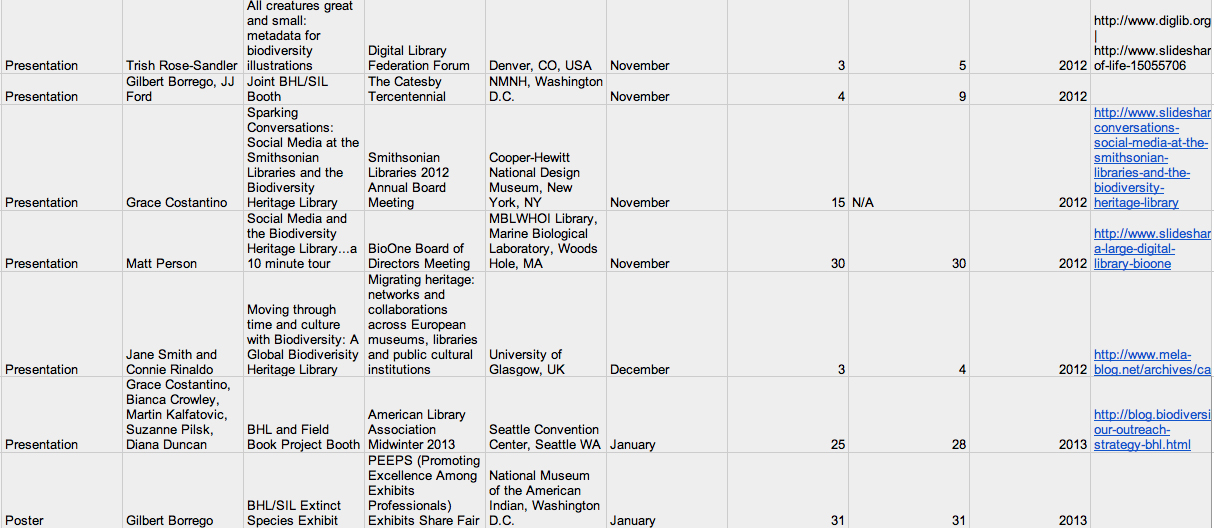 Presentation
Trish Rose-Sandler
All creatures great
and small:
metadata for
biodiversity
illustrations
Digital Library
Federation Forum
Denver, CO, USA
November
3
5
2012
http://www.diglib.org
|
http://www.slideshar
of-life-15055706
Presentation
Gilbert Borrego, JJ
Ford
Joint BHL/SIL
Booth
The Catesby
Tercentennial
NMNH, Washington
D.C.
November
4
9
2012
Presentation
Grace Costantino
Sparking
Conversations:
Social Media at the
Smithsonian
Libraries and the
Biodiversity
Heritage Library
Smithsonian
Libraries 2012
Annual Board
Meeting
Cooper-Hewitt
National Design
Museum, New
York, NY
November
15
N/A
2012
http://www.slideshar
conversations-
social-media-at-the-
smithsonian-
libraries-and-the-
biodiversity-
heritage-library
Presentation
Matt Person
Social Media and
the Biodiversity
Heritage Library...a
10 minute tour
BioOne Board of
Directors Meeting
MBLWHOI Library,
Marine Biological
Laboratory, Woods
Hole, MA
November
30
30
2012
http://www.slideshar
a-large-digital-
library-bioone
Presentation
Jane Smith and
Connie Rinaldo
Moving through
time and culture
with Biodiversity: A
Global Biodiverisity
Heritage Library
Migrating heritage:
networks and
collaborations
across European
museums, libraries
and public cultural
institutions
University of
Glasgow, UK
December
3
4
2012
http://www.mela-
blog.net/archives/ca
Presentation
Grace Costantino,
Bianca Crowley,
Martin Kalfatovic,
Suzanne Pilsk,
Diana Duncan
BHL and Field
Book Project Booth
American Library
Association
Midwinter 2013
Seattle Convention
Center, Seattle WA
January
25
28
2013
http://blog.biodiversi
our-outreach-
strategy-bhl.html
Poster
Gilbert Borrego
BHL/SIL Extinct
Species Exhibit
PEEPS (Promoting
Excellence Among
Exhibits
Professionals)
Exhibits Share Fair
National Museum
of the American
Indian, Washington
D.C.
January
31
31
2013